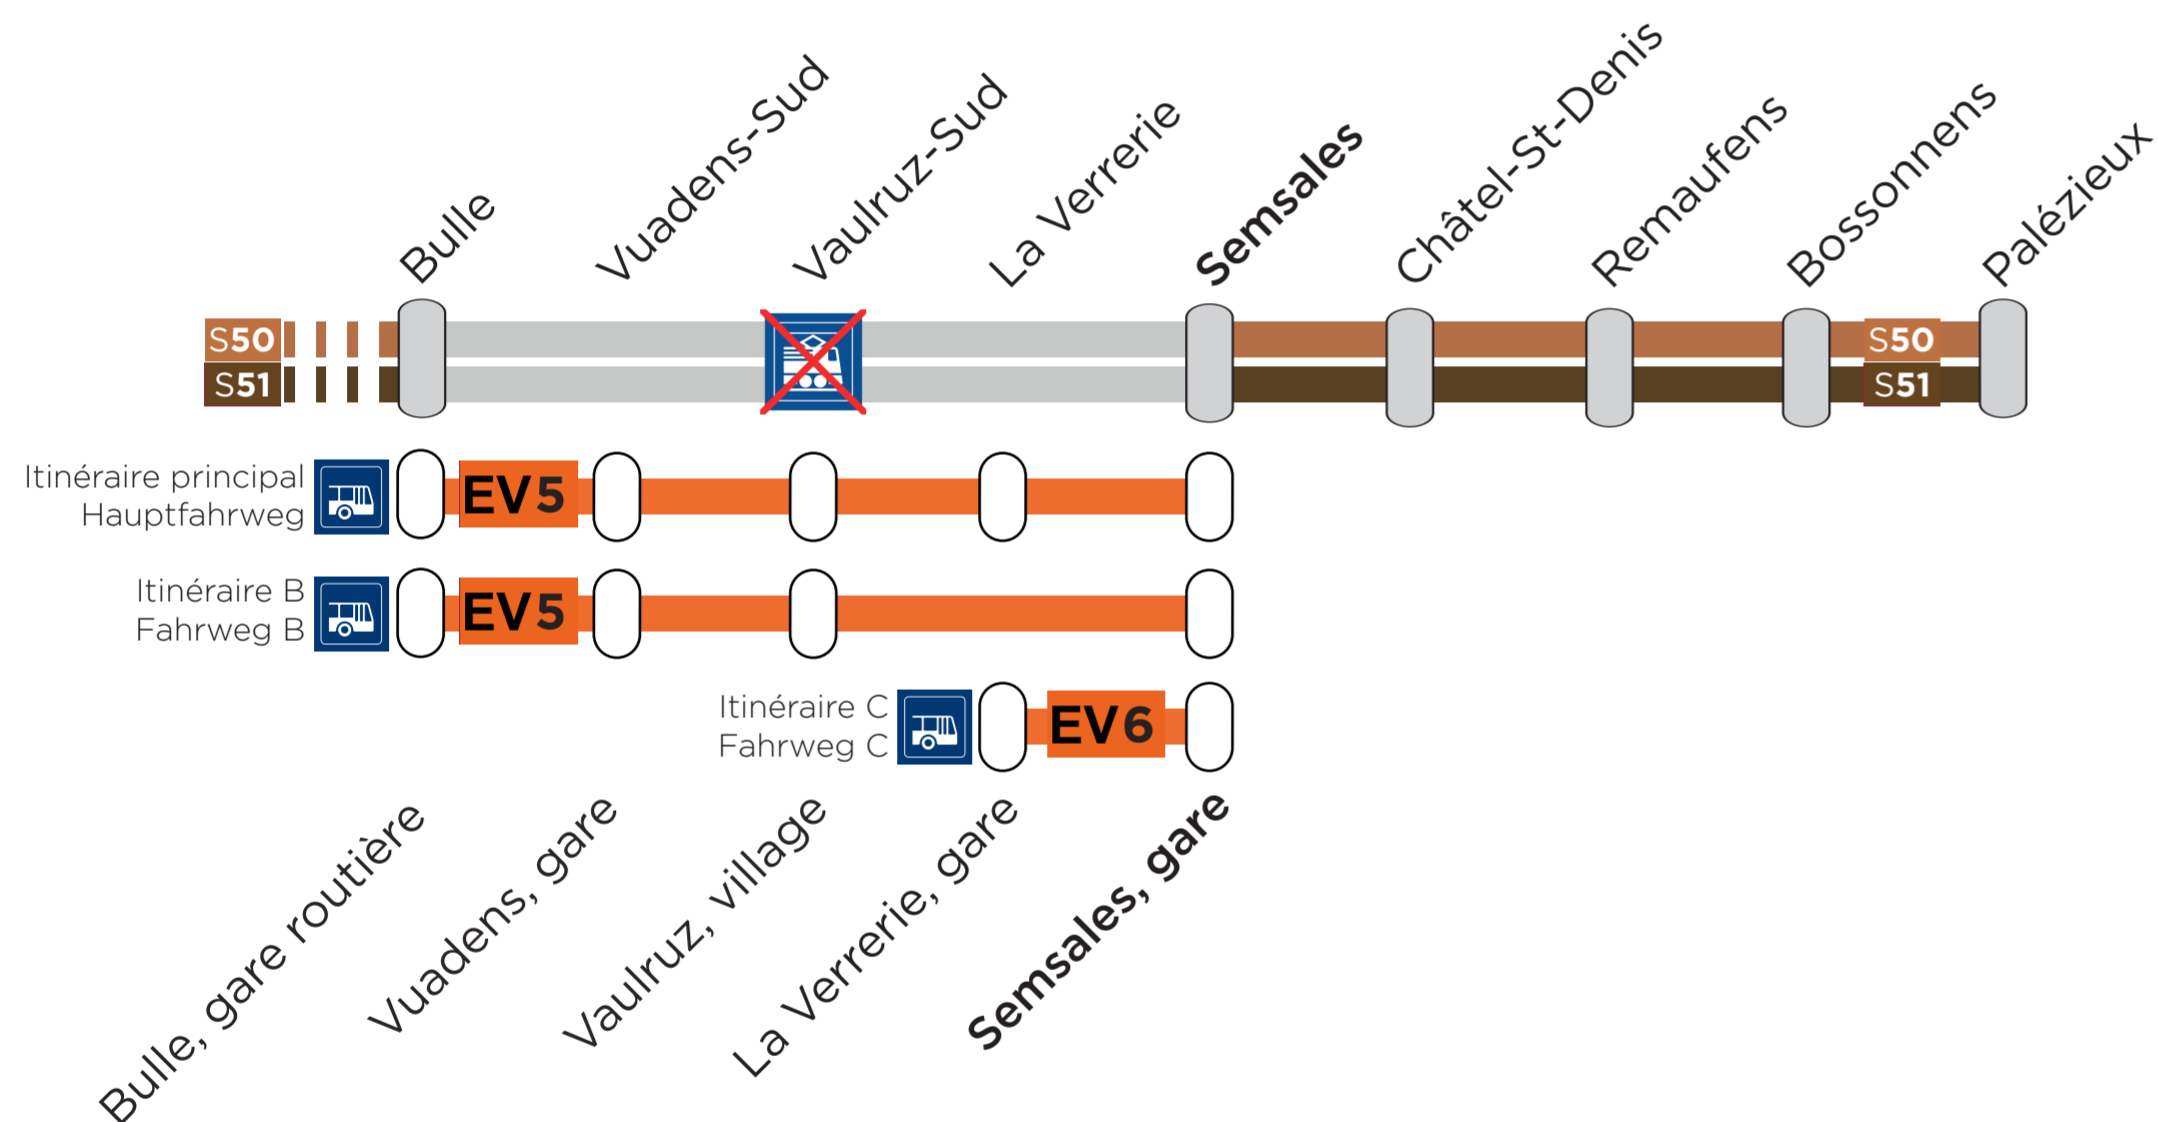 Bulle
Vuadens-Sud
Vaulruz-Sud
La Verrerie
Semsales
Châtel-St-Denis
Remaufens
Bossonnens
Palézieux
S50
S50
S51
S51
Itinéraire principal
Hauptfahrweg
EV5
Itinéraire B
Fahrweg B
EV5
Itinéraire C
Fahrweg C
EV6
Bulle, gare routière
Vuadens, gare
Vaulruz, village
La Verrerie, gare
Semsales, gare